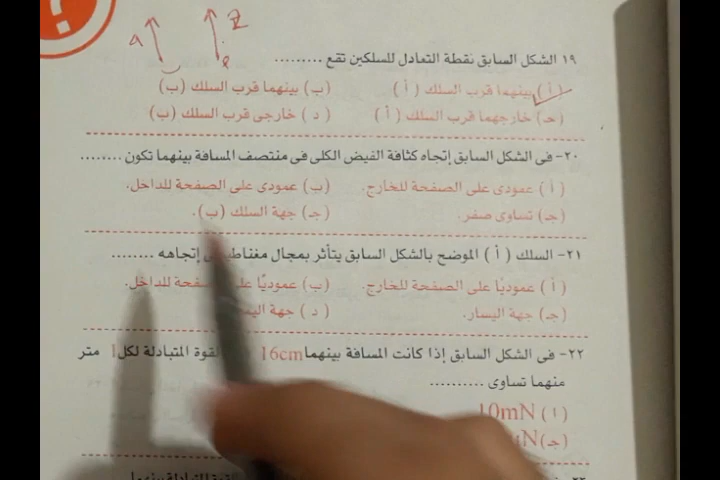 ?
١٩ الشكل السابق نقطة التعادل للسلكين تقع .........
( أ ) بينهما قرب السلك ( أ ) (ب) بينهما قرب السلك (ب)
(حـ) خارجهما قرب السلك ( أ ) ( د ) خارجى قرب السلك (ب)
٢٠- فى الشكل السابق إتجاه كثافة الفيض الكلى فى منتصف المسافة بينهما تكون ........
( أ ) عمودى على الصفحة للخارج. (ب) عمودى على الصفحة للداخل.
(جـ) تساوى صفر. (جـ) جهة السلك (ب).
٢١- السلك ( أ ) الموضح بالشكل السابق يتأثر بمجال إتجاهه ........
( أ ) عموديًا على الصفحة للخارج. (ب) عموديًا للداخل.
(جـ) جهة اليسار. ( د ) جهة
٢٢- فى الشكل السابق إذا كانت المسافة بينهما 16cm القوة المتبادلة لكل 1 متر
منهما تساوى ..........
( أ ) 10mN
(جـ)